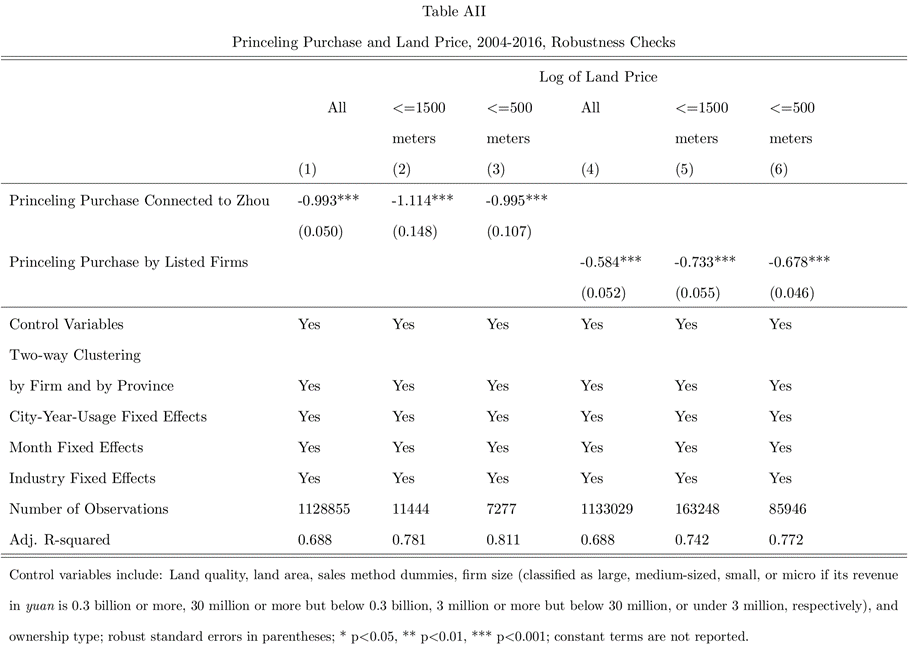 Table AII
Princeling Purchase and Land Price, 2004-2016, Robustness Checks
Log of Land Price
All <=1500 <=500 All <=1500 <=500
meters meters meters meters
(1) (2) (3) (4) (5) (6)
Princeling Purchase Connected to Zhou -0.993*** -1.114*** -0.995***
(0.050) (0.148) (0.107)
Princeling Purchase by Listed Firms -0.584*** -0.733*** -0.678***
(0.052) (0.055) (0.046)
Control Variables Yes Yes Yes Yes Yes Yes
Two-way Clustering
by Firm and by Province Yes Yes Yes Yes Yes Yes
City-Year-Usage Fixed Effects Yes Yes Yes Yes Yes Yes
Month Fixed Effects Yes Yes Yes Yes Yes Yes
Industry Fixed Effects Yes Yes Yes Yes Yes Yes
Number of Observations 1128855 11444 7277 1133029 163248 85946
Adj. R-squared 0.688 0.781 0.811 0.688 0.742 0.772
Control variables include: Land quality, land area, sales method dummies, firm size (classified as large, medium-sized, small, or micro if its revenue
in yuan is 0.3 billion or more, 30 million or more but below 0.3 billion, 3 million or more but below 30 million, or under 3 million, respectively), and
ownership type; robust standard errors in parentheses; * p<0.05, ** p<0.01, *** p<0.001; constant terms are not reported.